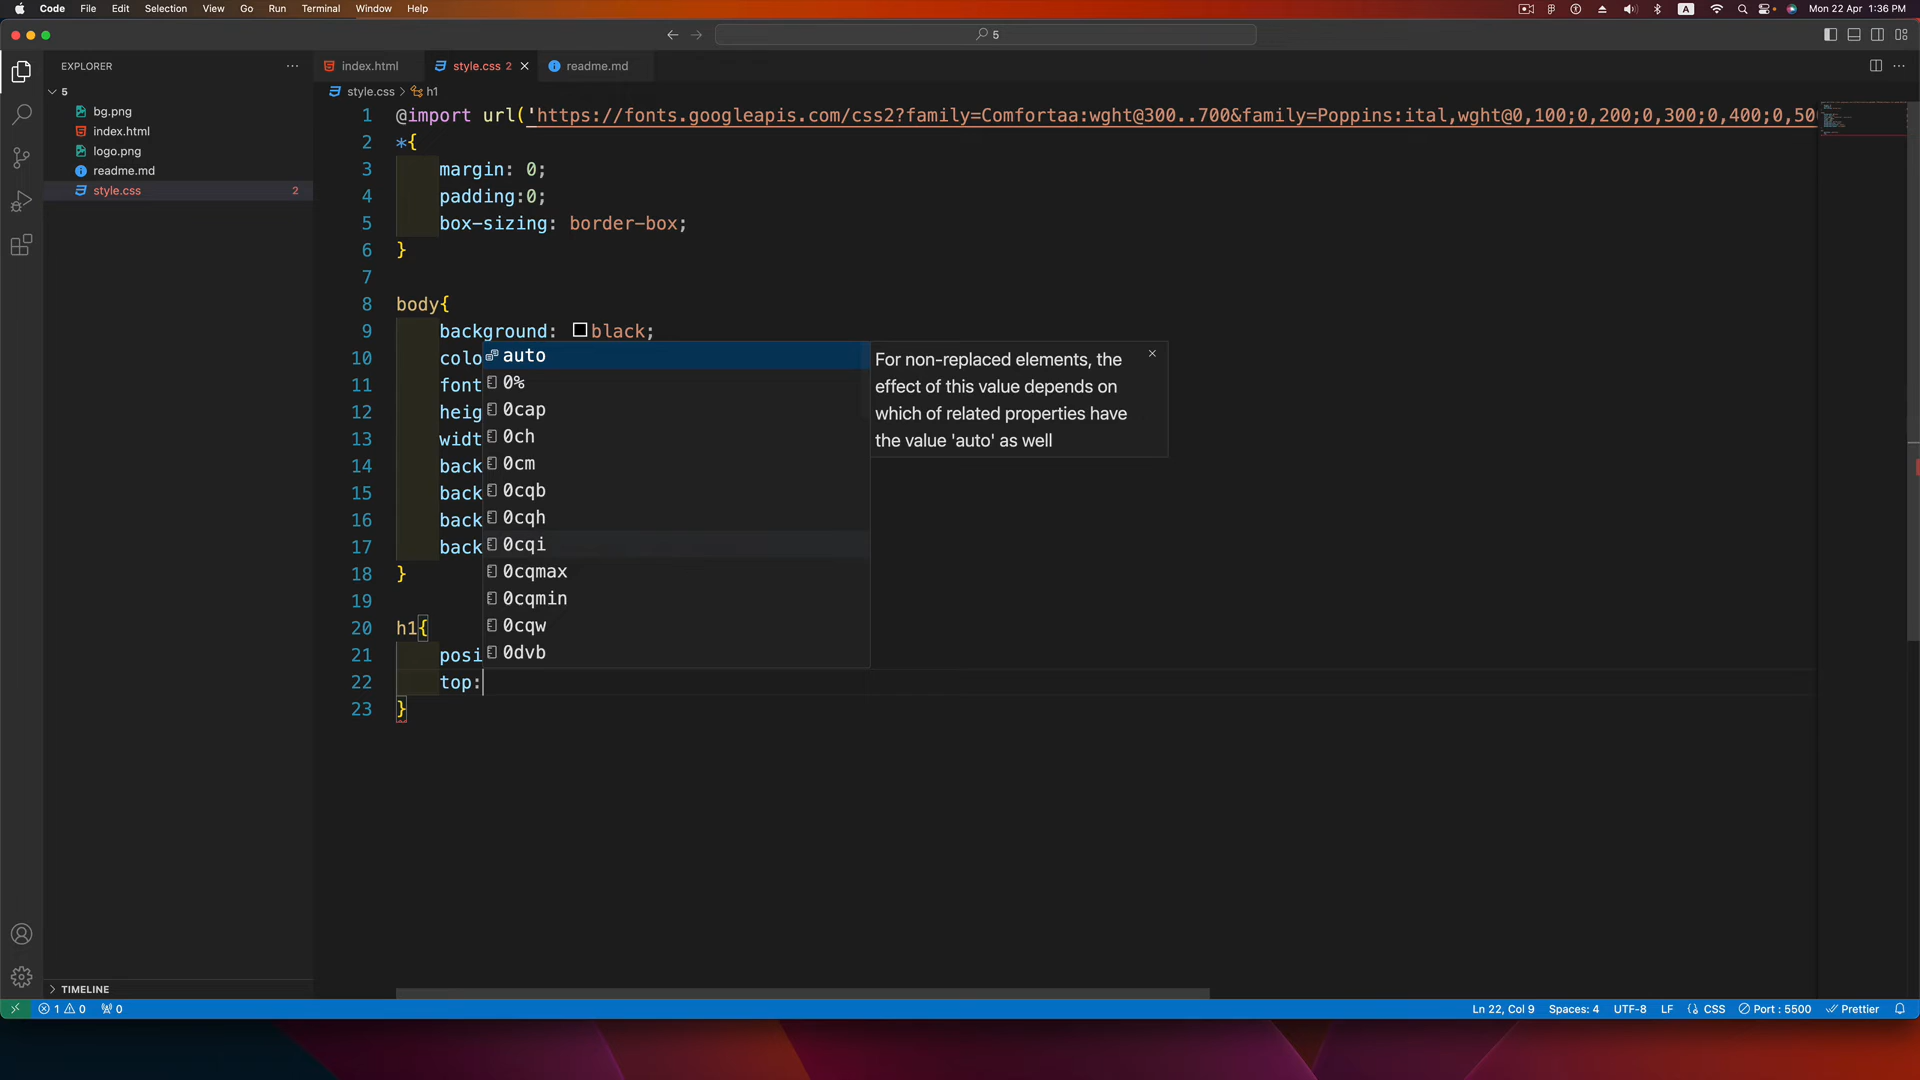 Code File Edit Selection View Go Run Terminal Window Help A Mon 22 Apr 1:36 PM
5
EXPLORER
5
bg.png
index.html
logo.png
readme.md
style.css 2
TIMELINE
index.html style.css 2 readme.md
style.css > h1
1 @import url('https://fonts.googleapis.com/css2?family=Comfortaa:wght@300..700&family=Poppins:ital,wght@0,100;0,200;0,300;0,400;0,500
2 *{
3 margin: 0;
4 padding:0;
5 box-sizing: border-box;
6 }
7
8 body{
9 background: black;
10 colo
11 font
12 heig
13 widt
14 back
15 back
16 back
17 back
18 }
19
20 h1{
21 posi
22 top:
23 }
auto
0%
0cap
0ch
0cm
0cqb
0cqh
0cqi
0cqmax
0cqmin
0cqw
0dvb
For non-replaced elements, the
effect of this value depends on
which of related properties have
the value 'auto' as well
1 0 0 Ln 22, Col 9 Spaces: 4 UTF-8 LF CSS Port : 5500 Prettier